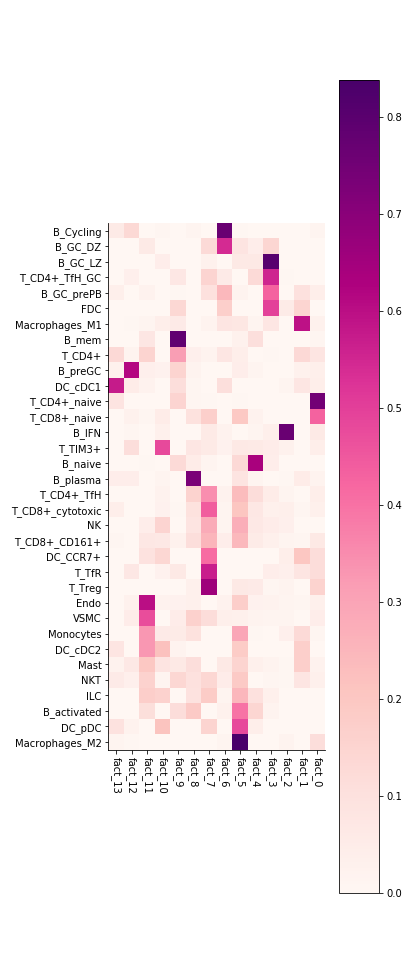 B_Cycling
B_GC_DZ
B_GC_LZ
T_CD4+_TfH_GC
B_GC_prePB
FDC
Macrophages_M1
B_mem
T_CD4+
B_preGC
DC_cDC1
T_CD4+_naive
T_CD8+_naive
B_IFN
T_TIM3+
B_naive
B_plasma
T_CD4+_TfH
T_CD8+_cytotoxic
NK
T_CD8+_CD161+
DC_CCR7+
T_TfR
T_Treg
Endo
VSMC
Monocytes
DC_cDC2
Mast
NKT
ILC
B_activated
DC_pDC
Macrophages_M2
fact_13
fact_12
fact_11
fact_10
fact_9
fact_8
fact_7
fact_6
fact_5
fact_4
fact_3
fact_2
fact_1
fact_0
0.8
0.7
0.6
0.5
0.4
0.3
0.2
0.1
0.0